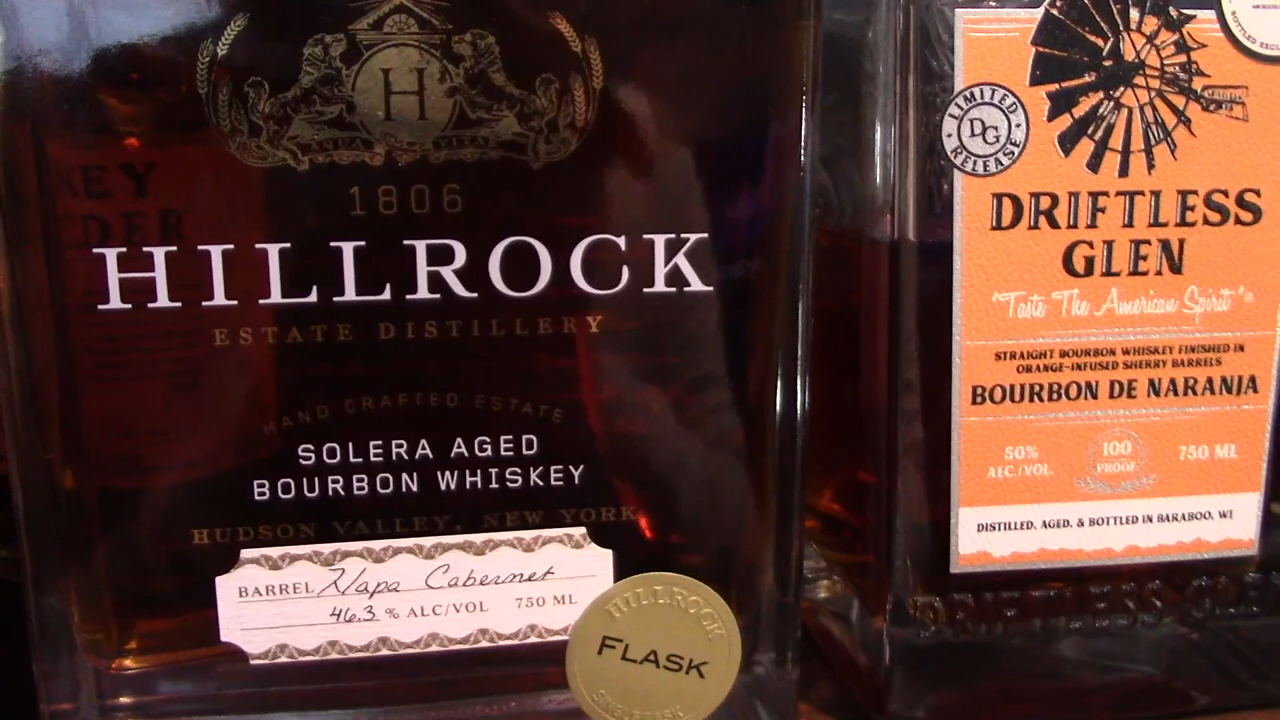 H
AQUA VITAE
1806
HILLROCK
ESTATE DISTILLERY
HAND CRAFTED ESTATE
SOLERA AGED
BOURBON WHISKEY
HUDSON VALLEY, NEW YORK
BARREL Napa Cabernet
46.3 % ALC/VOL 750 ML
HILLROCK
FLASK
LIMITED
DG
RELEASE
DRIFTLESS
GLEN
"Taste The American Spirit"®
STRAIGHT BOURBON WHISKEY FINISHED IN
ORANGE-INFUSED SHERRY BARRELS
BOURBON DE NARANJA
50%
ALC./VOL.
100
PROOF
750 ML
DISTILLED, AGED, & BOTTLED IN BARABOO, WI
DRIFTLESS GLE